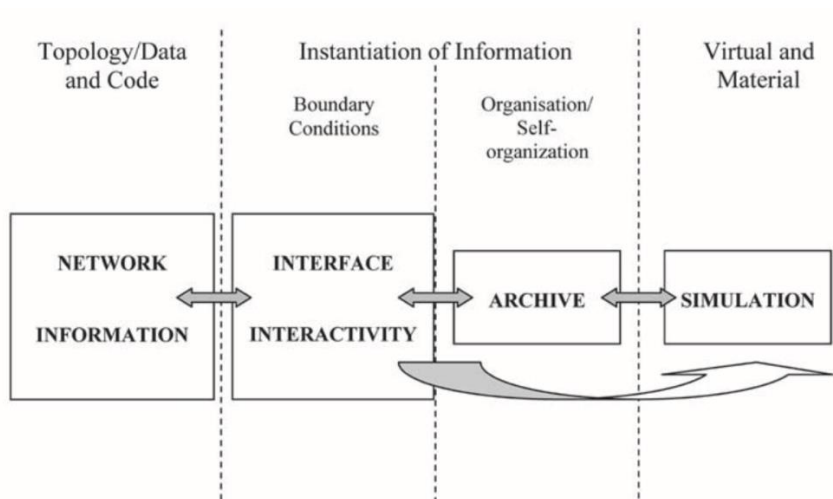 Topology/Data
and Code
Instantiation of Information
Virtual and
Material
Boundary
Conditions
Organisation/
Self-
organization
NETWORK
INFORMATION
INTERFACE
INTERACTIVITY
ARCHIVE
SIMULATION